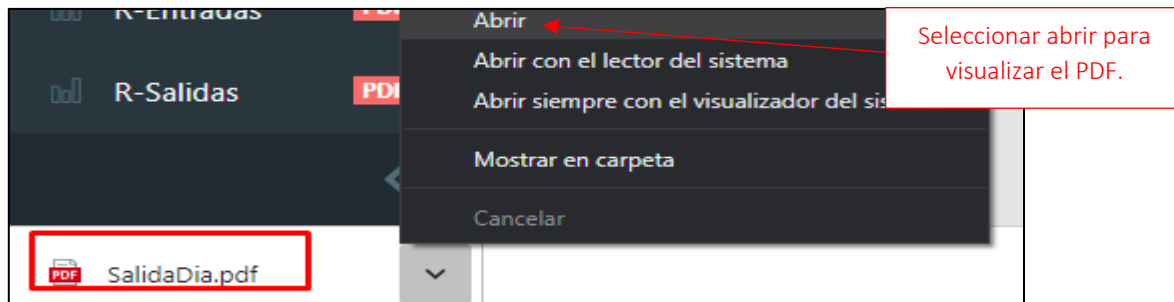 R-Entradas
PDF
R-Salidas
PDF
Abrir
Abrir con el lector del sistema
Abrir siempre con el visualizador del
Mostrar en carpeta
Cancelar
Seleccionar abrir para
visualizar el PDF.
PDF
SalidaDia.pdf